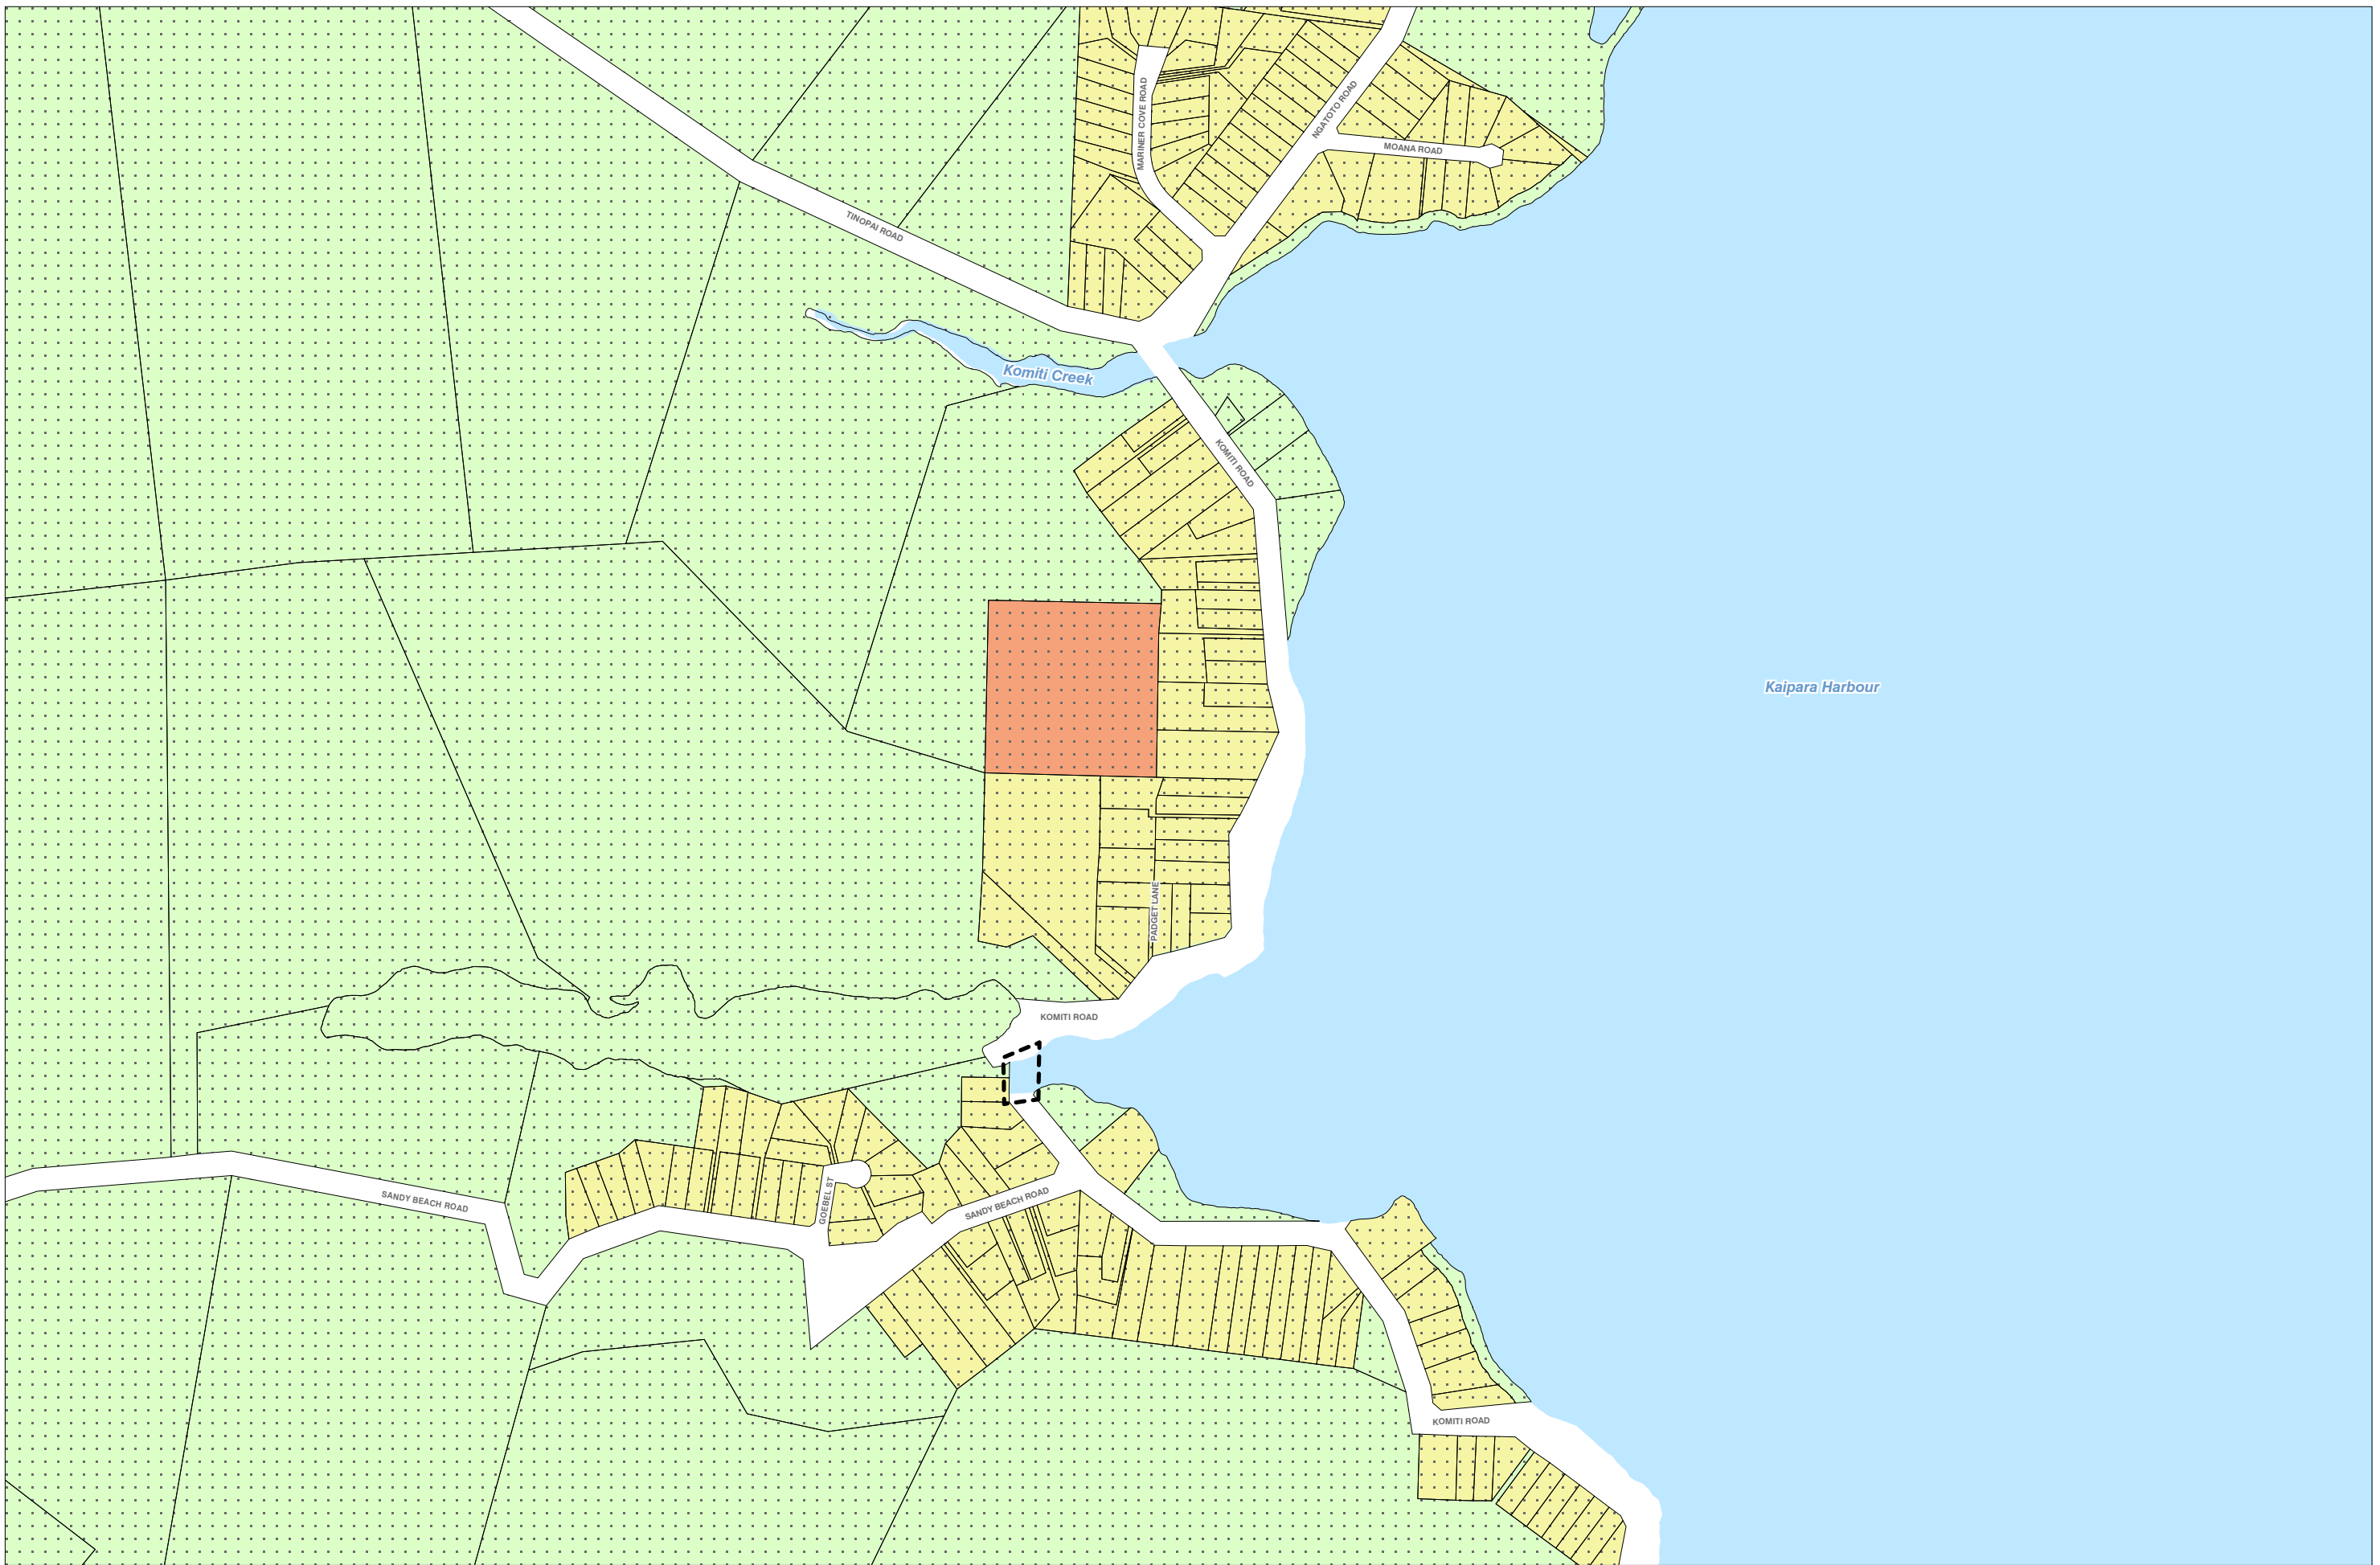 MARINER COVE ROAD
NGATOTO ROAD
MOANA ROAD
TINOPAI ROAD
Komiti Creek
KOMITI ROAD
Kaipara Harbour
PADGET LANE
KOMITI ROAD
SANDY BEACH ROAD
GOEBEL ST
SANDY BEACH ROAD
KOMITI ROAD